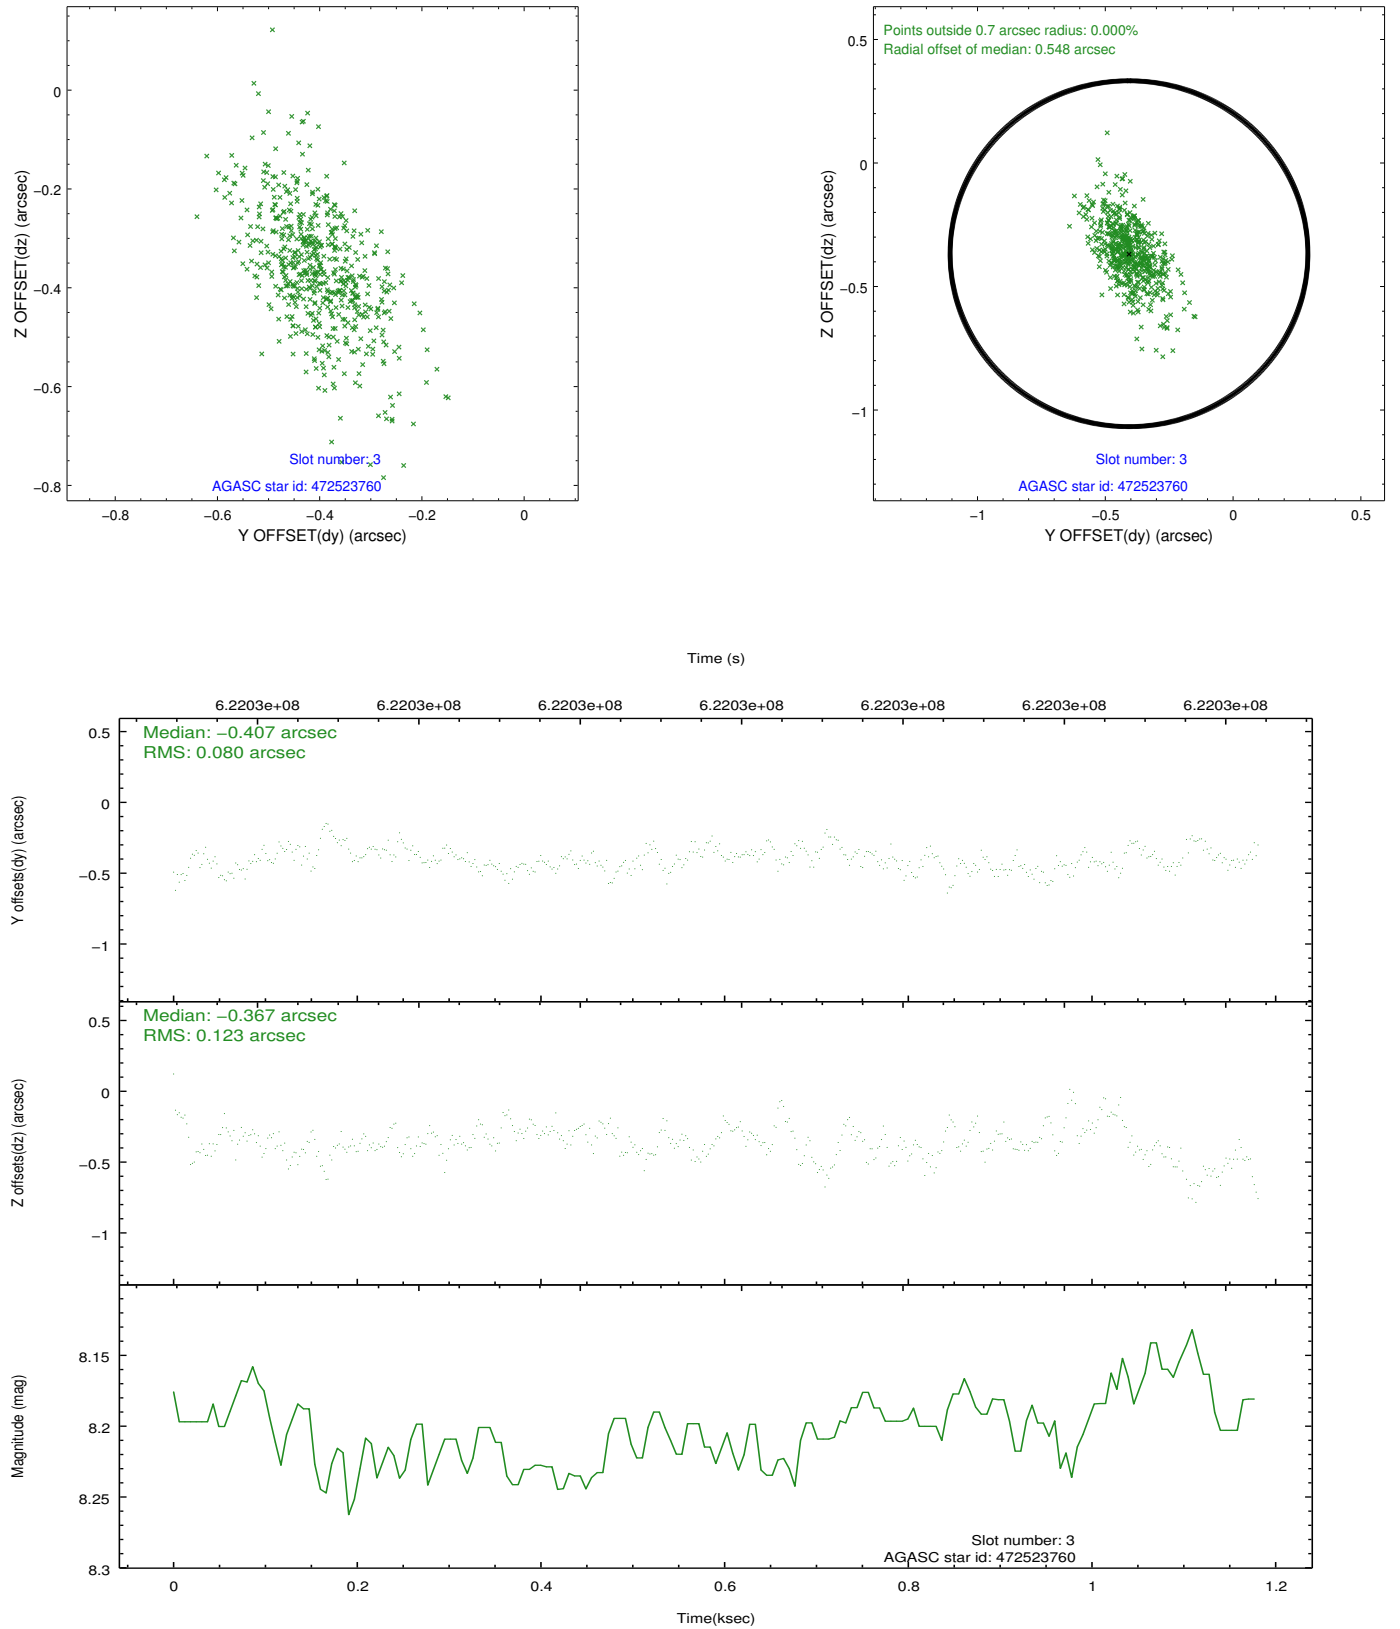 Points outside 0.7 arcsec radius: 0.000%
Radial offset of median: 0.548 arcsec
0
−0.2
−0.4
−0.6
−0.8
Z OFFSET(dz) (arcsec)
Slot number: 3
AGASC star id: 472523760
−0.8 −0.6 −0.4 −0.2 0
Y OFFSET(dy) (arcsec)
0.5
0
−0.5
−1
Z OFFSET(dz) (arcsec)
Slot number: 3
AGASC star id: 472523760
−1 −0.5 0 0.5
Y OFFSET(dy) (arcsec)
Time (s)
6.2203e+08 6.2203e+08 6.2203e+08 6.2203e+08 6.2203e+08 6.2203e+08 6.2203e+08
Median: −0.407 arcsec
RMS: 0.080 arcsec
0.5
0
−0.5
−1
Y offsets(dy) (arcsec)
Median: −0.367 arcsec
RMS: 0.123 arcsec
0.5
0
−0.5
−1
Z offsets(dz) (arcsec)
8.15
8.2
8.25
8.3
Magnitude (mag)
Slot number: 3
AGASC star id: 472523760
0 0.2 0.4 0.6 0.8 1 1.2
Time(ksec)